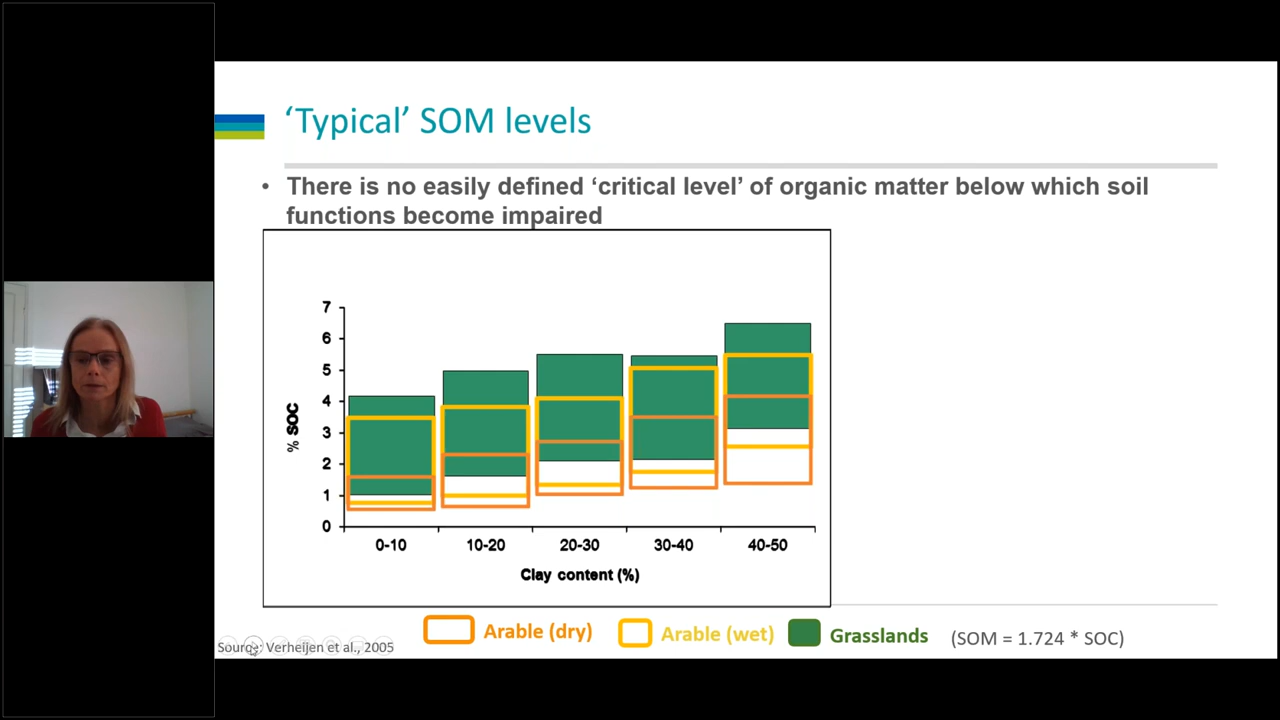 ‘Typical’ SOM levels
• There is no easily defined ‘critical level’ of organic matter below which soil
functions become impaired
7
6
5
4
3
2
1
0
% SOC
0-10 10-20 20-30 30-40 40-50
Clay content (%)
Arable (dry) Arable (wet) Grasslands (SOM = 1.724 * SOC)
Source: Verheijen et al., 2005